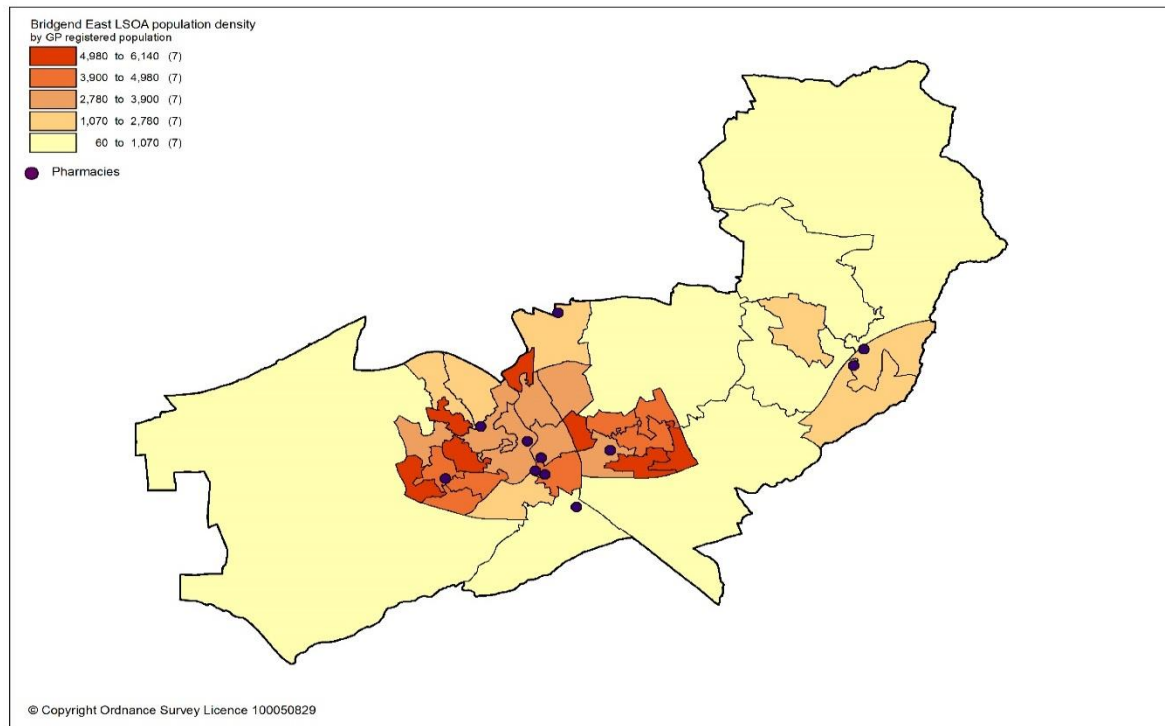 Bridgend East LSOA population density
by GP registered population
4,980 to 6,140 (7)
3,900 to 4,980 (7)
2,780 to 3,900 (7)
1,070 to 2,780 (7)
60 to 1,070 (7)
Pharmacies
© Copyright Ordnance Survey Licence 100050829